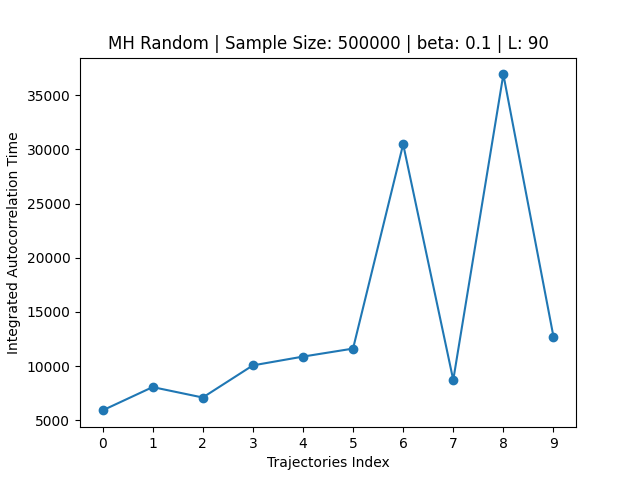 MH Random | Sample Size: 500000 | beta: 0.1 | L: 90
35000
30000
25000
20000
15000
10000
5000
Integrated Autocorrelation Time
0 1 2 3 4 5 6 7 8 9
Trajectories Index